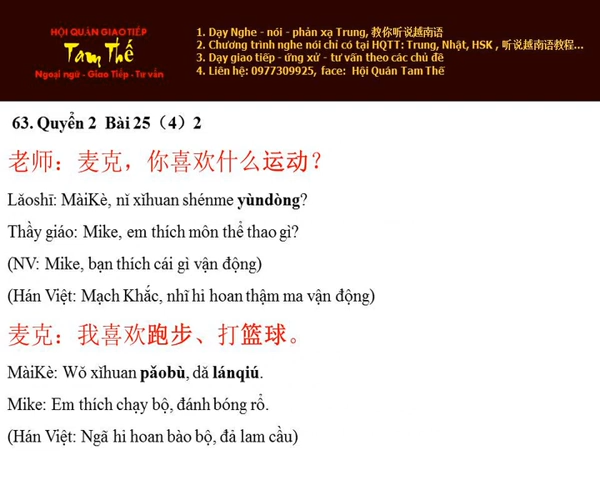 HỘI QUÁN GIAO TIẾP
Tam Thế
Ngoại ngữ - Giao Tiếp - Tư vấn
1. Dạy Nghe - nói - phản xạ Trung, 教你听说越南语
2. Chương trình nghe nói chỉ có tại HQTT: Trung, Nhật, HSK , 听说越南语教程...
3. Dạy giao tiếp - ứng xử - tư vấn theo các chủ đề
4. Liên hệ: 0977309925, face: Hội Quán Tam Thế
63. Quyển 2 Bài 25（4）2
老师：麦克，你喜欢什么运动？
Lǎoshī: MàiKè, nǐ xǐhuan shénme yùndòng?
Thầy giáo: Mike, em thích môn thể thao gì?
(NV: Mike, bạn thích cái gì vận động)
(Hán Việt: Mạch Khắc, nhĩ hi hoan thậm ma vận động)
麦克：我喜欢跑步、打篮球。
MàiKè: Wǒ xǐhuan pǎobù, dǎ lánqiú.
Mike: Em thích chạy bộ, đánh bóng rổ.
(Hán Việt: Ngã hi hoan bào bộ, đả lam cầu)